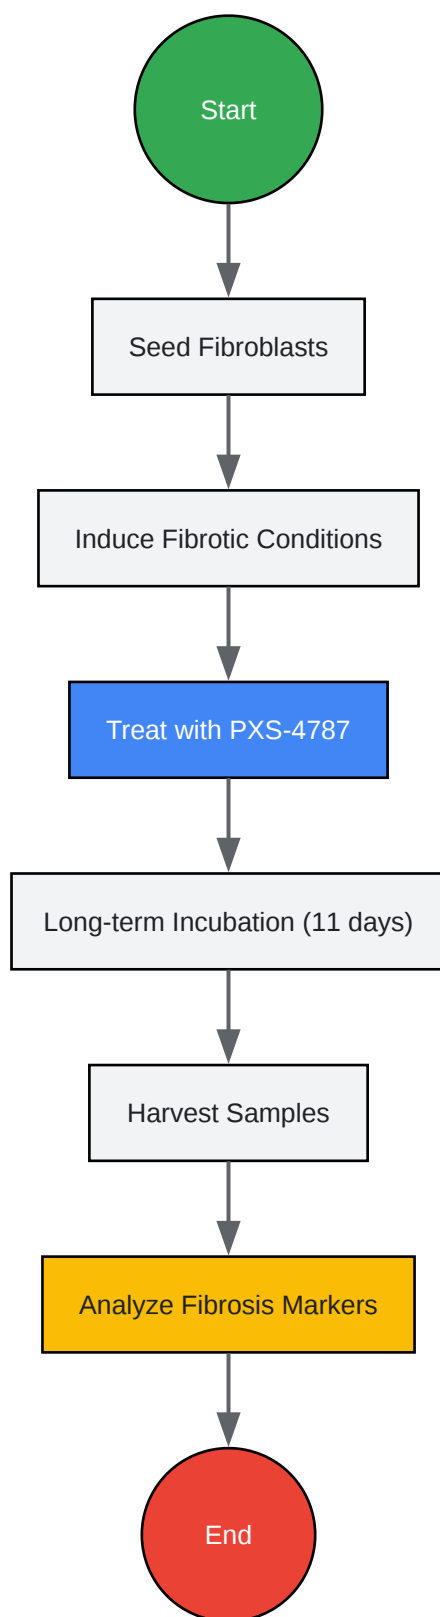 Start
Seed Fibroblasts
Induce Fibrotic Conditions
Treat with PXS-4787
Long-term Incubation (11 days)
Harvest Samples
Analyze Fibrosis Markers
End